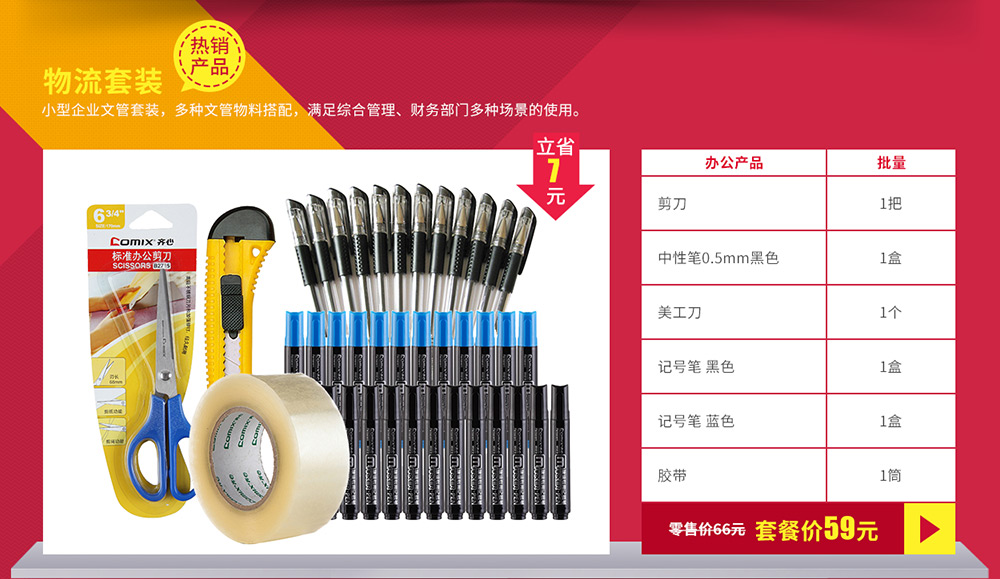 热销
产品
物流套装
小型企业文管套装，多种文管物料搭配，满足综合管理、财务部门多种场景的使用。
立省
7
元
6 3/4"
COMIX 齐心
标准办公剪刀
SCISSORS B2715
办公产品 批量
剪刀 1把
中性笔0.5mm黑色 1盒
美工刀 1个
记号笔 黑色 1盒
记号笔 蓝色 1盒
胶带 1筒
零售价66元 套餐价59元